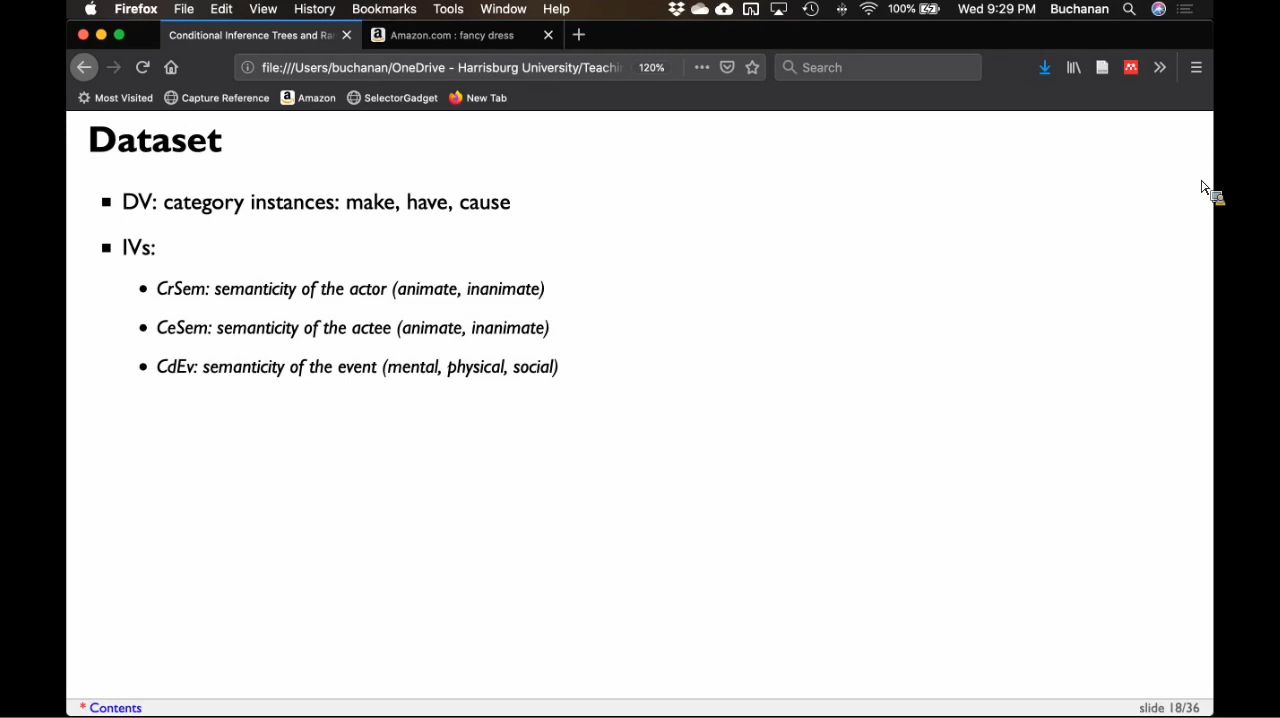 Firefox File Edit View History Bookmarks Tools Window Help 100% Wed 9:29 PM Buchanan
Conditional Inference Trees and Ra
Amazon.com : fancy dress
file:///Users/buchanan/OneDrive - Harrisburg University/Teachi 120% Search
Most Visited Capture Reference Amazon SelectorGadget New Tab
Dataset
DV: category instances: make, have, cause
IVs:
CrSem: semanticity of the actor (animate, inanimate)
CeSem: semanticity of the actee (animate, inanimate)
CdEv: semanticity of the event (mental, physical, social)
* Contents slide 18/36